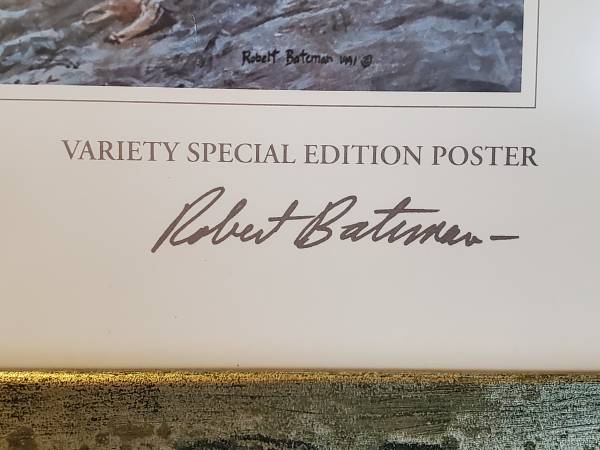 Robert Bateman 1991 ©
VARIETY SPECIAL EDITION POSTER
Robert Bateman